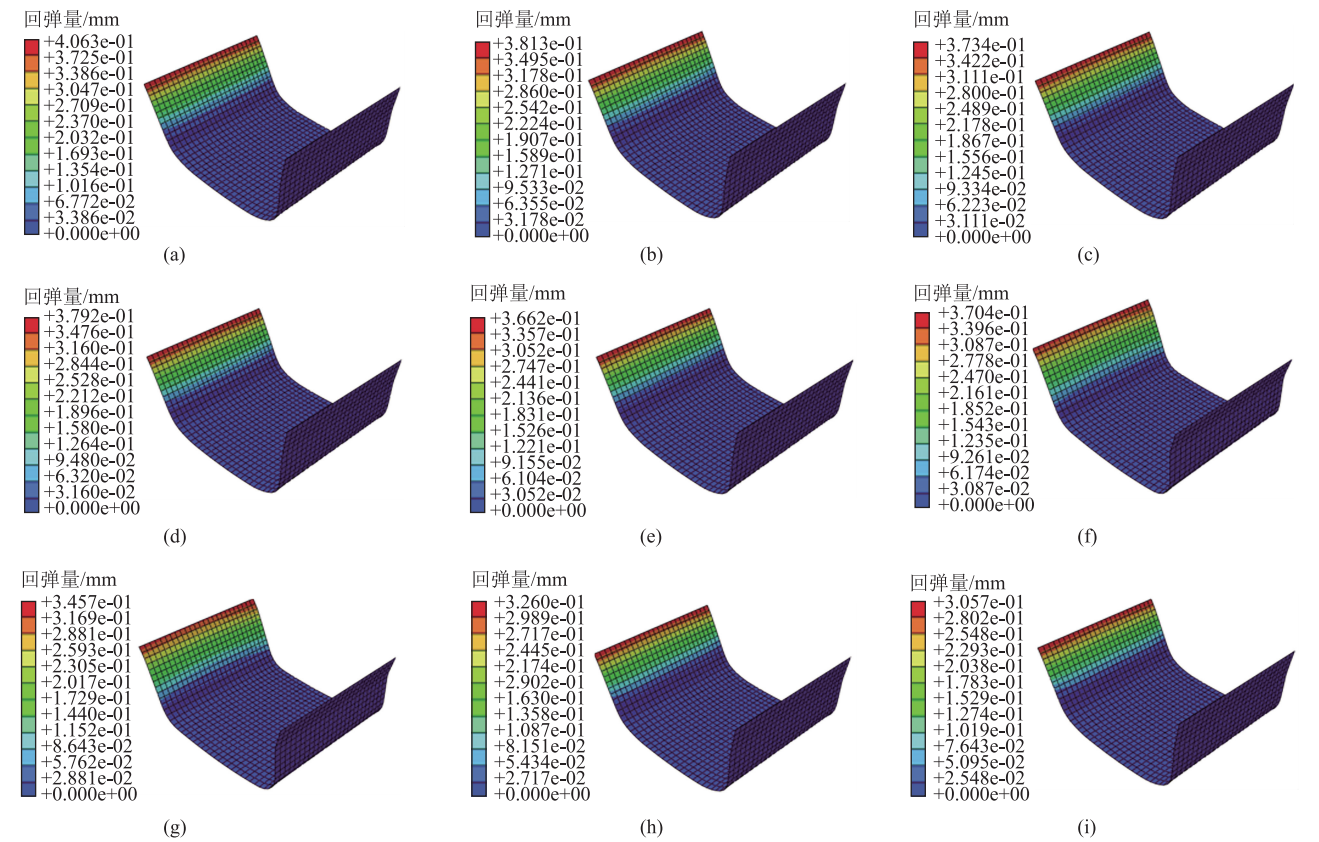 回弹量/mm
+4.063e-01
+3.725e-01
+3.386e-01
+3.047e-01
+2.709e-01
+2.370e-01
+2.032e-01
+1.693e-01
+1.354e-01
+1.016e-01
+6.772e-02
+3.386e-02
+0.000e+00
(a)
回弹量/mm
+3.813e-01
+3.495e-01
+3.178e-01
+2.860e-01
+2.542e-01
+2.224e-01
+1.907e-01
+1.589e-01
+1.271e-01
+9.533e-02
+6.355e-02
+3.178e-02
+0.000e+00
(b)
回弹量/mm
+3.734e-01
+3.422e-01
+3.111e-01
+2.800e-01
+2.489e-01
+2.178e-01
+1.867e-01
+1.556e-01
+1.245e-01
+9.334e-02
+6.223e-02
+3.111e-02
+0.000e+00
(c)
回弹量/mm
+3.792e-01
+3.476e-01
+3.160e-01
+2.844e-01
+2.528e-01
+2.212e-01
+1.896e-01
+1.580e-01
+1.264e-01
+9.480e-02
+6.320e-02
+3.160e-02
+0.000e+00
(d)
回弹量/mm
+3.662e-01
+3.357e-01
+3.052e-01
+2.747e-01
+2.441e-01
+2.136e-01
+1.831e-01
+1.526e-01
+1.221e-01
+9.155e-02
+6.104e-02
+3.052e-02
+0.000e+00
(e)
回弹量/mm
+3.704e-01
+3.396e-01
+3.087e-01
+2.778e-01
+2.470e-01
+2.161e-01
+1.852e-01
+1.543e-01
+1.235e-01
+9.261e-02
+6.174e-02
+3.087e-02
+0.000e+00
(f)
回弹量/mm
+3.457e-01
+3.169e-01
+2.881e-01
+2.593e-01
+2.305e-01
+2.017e-01
+1.729e-01
+1.440e-01
+1.152e-01
+8.643e-02
+5.762e-02
+2.881e-02
+0.000e+00
(g)
回弹量/mm
+3.260e-01
+2.989e-01
+2.717e-01
+2.445e-01
+2.174e-01
+2.902e-01
+1.630e-01
+1.358e-01
+1.087e-01
+8.151e-02
+5.434e-02
+2.717e-02
+0.000e+00
(h)
回弹量/mm
+3.057e-01
+2.802e-01
+2.548e-01
+2.293e-01
+2.038e-01
+1.783e-01
+1.529e-01
+1.274e-01
+1.019e-01
+7.643e-02
+5.095e-02
+2.548e-02
+0.000e+00
(i)